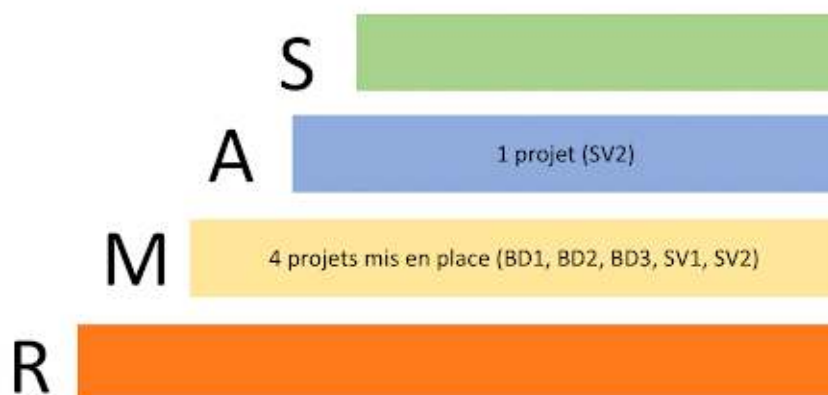 S
A
1 projet (SV2)
M
4 projets mis en place (BD1, BD2, BD3, SV1, SV2)
R